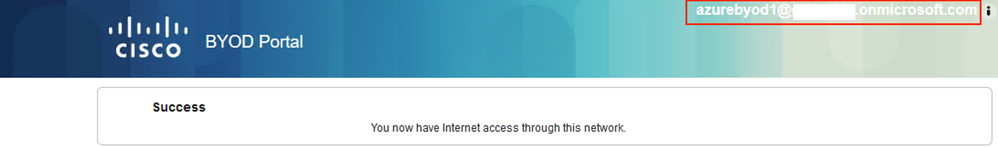 azurebyod1@ .onmicrosoft.com
CISCO BYOD Portal
Success
You now have Internet access through this network.